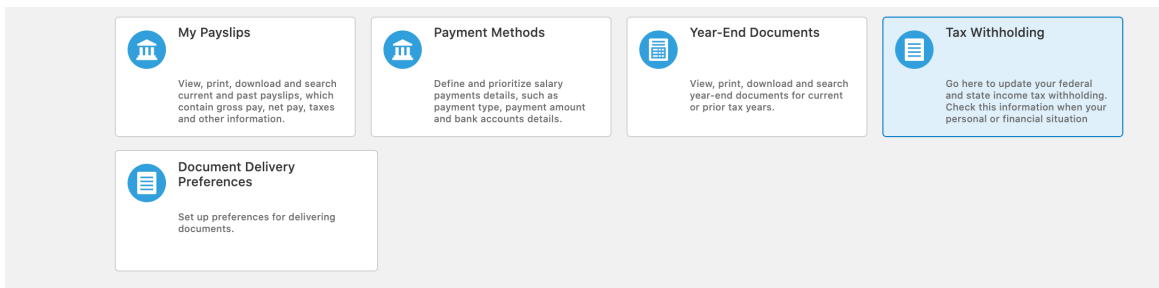 My Payslips
View, print, download and search
current and past payslips, which
contain gross pay, net pay, taxes
and other information.
Payment Methods
Define and prioritize salary
payments details, such as
payment type, payment amount
and bank accounts details.
Year-End Documents
View, print, download and search
year-end documents for current
or prior tax years.
Tax Withholding
Go here to update your federal
and state income tax withholding.
Check this information when your
personal or financial situation
Document Delivery
Preferences
Set up preferences for delivering
documents.